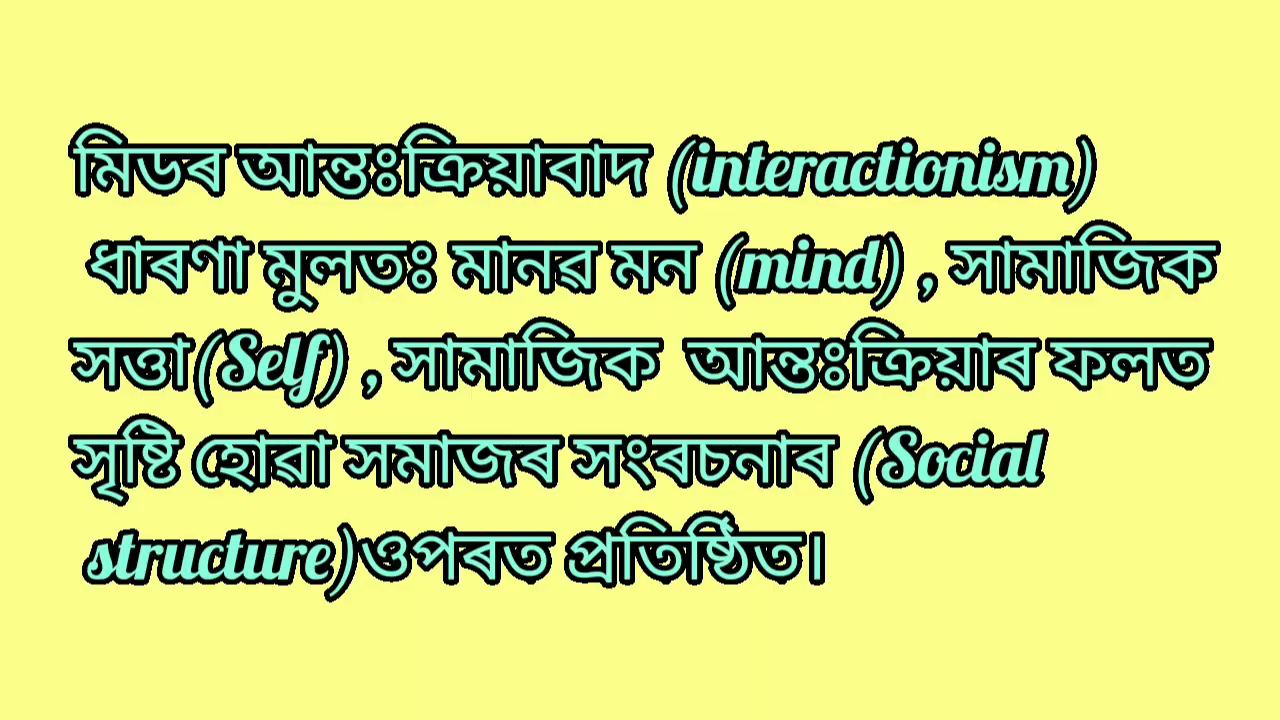 মিডৰ আন্তঃক্ৰিয়াবাদ (interactionism)
ধাৰণা মুলতঃ মানৱ মন (mind) , সামাজিক
সত্তা(Self) , সামাজিক আন্তঃক্ৰিয়াৰ ফলত
সৃষ্টি হোৱা সমাজৰ সংৰচনাৰ (Social
structure)ওপৰত প্ৰতিষ্ঠিত।